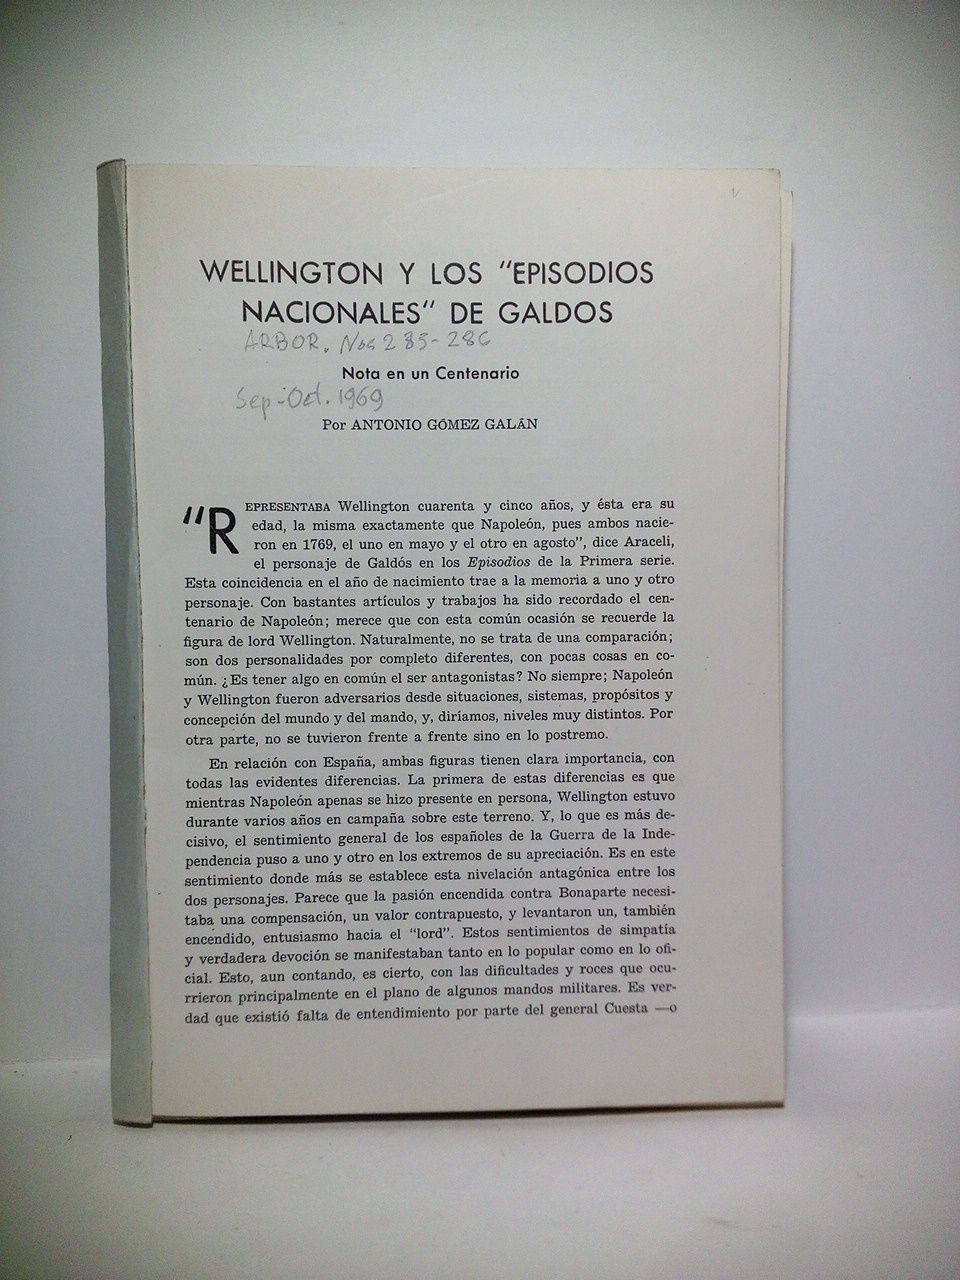 WELLINGTON Y LOS "EPISODIOS
NACIONALES" DE GALDOS
ARBOR. Nos 285-286
Nota en un Centenario
Sep-Oct. 1969
Por ANTONIO GÓMEZ GALÁN
"REPRESENTABA Wellington cuarenta y cinco años, y ésta era su
edad, la misma exactamente que Napoleón, pues ambos nacie-
ron en 1769, el uno en mayo y el otro en agosto", dice Araceli,
el personaje de Galdós en los Episodios de la Primera serie.
Esta coincidencia en el año de nacimiento trae a la memoria a uno y otro
personaje. Con bastantes artículos y trabajos ha sido recordado el cen-
tenario de Napoleón; merece que con esta común ocasión se recuerde la
figura de lord Wellington. Naturalmente, no se trata de una comparación;
son dos personalidades por completo diferentes, con pocas cosas en co-
mún. ¿Es tener algo en común el ser antagonistas? No siempre; Napoleón
y Wellington fueron adversarios desde situaciones, sistemas, propósitos y
concepción del mundo y del mando, y, diríamos, niveles muy distintos. Por
otra parte, no se tuvieron frente a frente sino en lo postremo.
En relación con España, ambas figuras tienen clara importancia, con
todas las evidentes diferencias. La primera de estas diferencias es que
mientras Napoleón apenas se hizo presente en persona, Wellington estuvo
durante varios años en campaña sobre este terreno. Y, lo que es más de-
cisivo, el sentimiento general de los españoles de la Guerra de la Inde-
pendencia puso a uno y otro en los extremos de su apreciación. Es en este
sentimiento donde más se establece esta nivelación antagónica entre los
dos personajes. Parece que la pasión encendida contra Bonaparte necesi-
taba una compensación, un valor contrapuesto, y levantaron un, también
encendido, entusiasmo hacia el "lord". Estos sentimientos de simpatía
y verdadera devoción se manifestaban tanto en lo popular como en lo ofi-
cial. Esto, aun contando, es cierto, con las dificultades y roces que ocu-
rrieron principalmente en el plano de algunos mandos militares. Es ver-
dad que existió falta de entendimiento por parte del general Cuesta —o